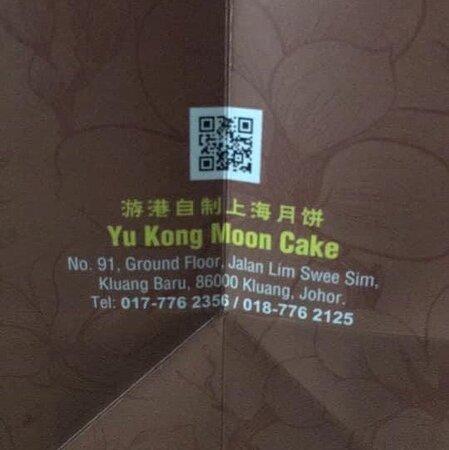 游港自制上海月饼
Yu Kong Moon Cake
No. 91, Ground Floor, Jalan Lim Swee Sim,
Kluang Baru, 86000 Kluang, Johor.
Tel: 017-776 2356 / 018-776 2125